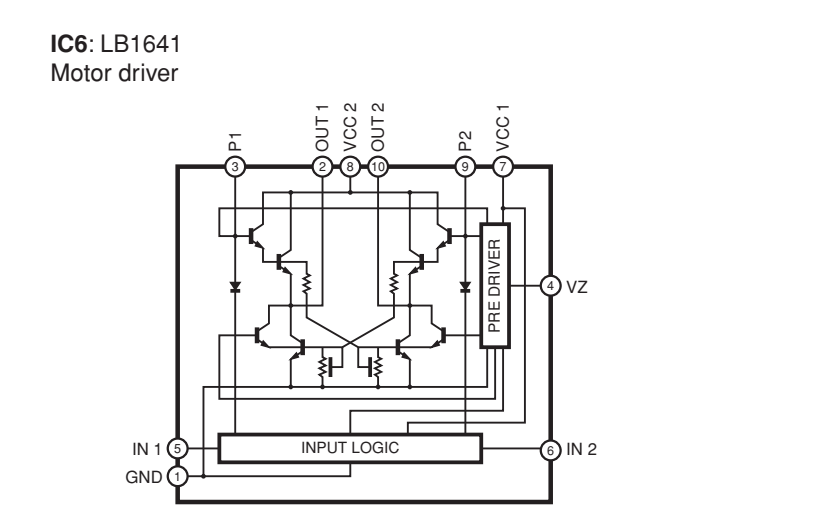 IC6: LB1641
Motor driver
P1 OUT 1 VCC 2 OUT 2 P2 VCC 1
3 2 8 10 9 7
PRE DRIVER
4 VZ
IN 1 5 INPUT LOGIC 6 IN 2
GND 1